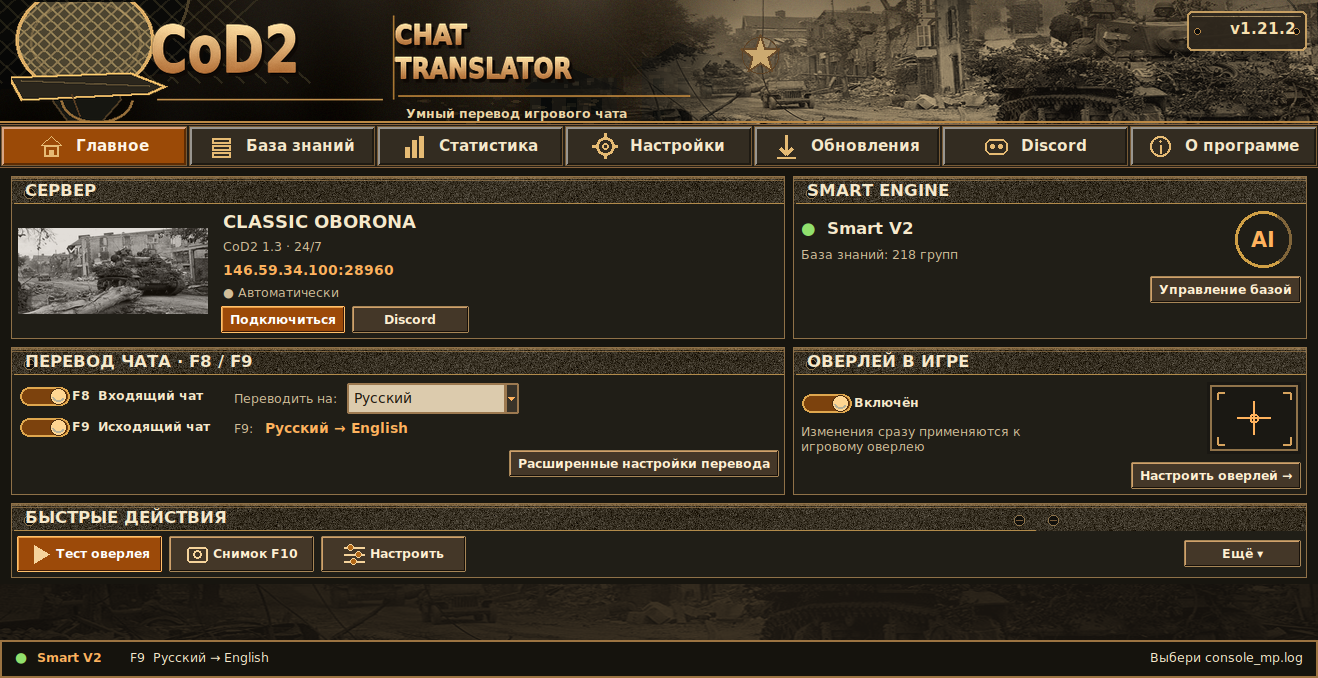 CoD2
CHAT
TRANSLATOR
Умный перевод игрового чата
v1.21.2
Главное
База знаний
Статистика
Настройки
Обновления
Discord
О программе
СЕРВЕР
CLASSIC OBORONA
CoD2 1.3 · 24/7
146.59.34.100:28960
● Автоматически
Подключиться
Discord
SMART ENGINE
Smart V2
База знаний: 218 групп
AI
Управление базой
ПЕРЕВОД ЧАТА · F8 / F9
F8 Входящий чат
Переводить на:
Русский
F9 Исходящий чат
F9:
Русский → English
Расширенные настройки перевода
ОВЕРЛЕЙ В ИГРЕ
Включён
Изменения сразу применяются к
игровому оверлею
Настроить оверлей →
БЫСТРЫЕ ДЕЙСТВИЯ
Тест оверлея
Снимок F10
Настроить
Ещё ▾
Smart V2
F9 Русский → English
Выбери console_mp.log